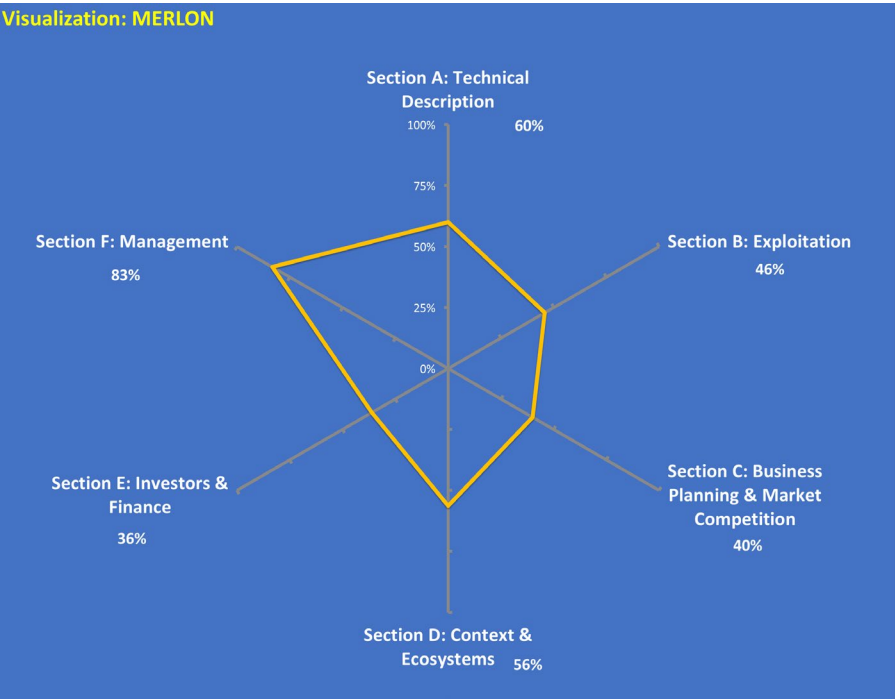 Visualization: MERLON
Section A: Technical
Description
60%
100%
75%
50%
25%
0%
Section B: Exploitation
46%
Section C: Business
Planning & Market
Competition
40%
Section D: Context &
Ecosystems
56%
Section E: Investors &
Finance
36%
Section F: Management
83%